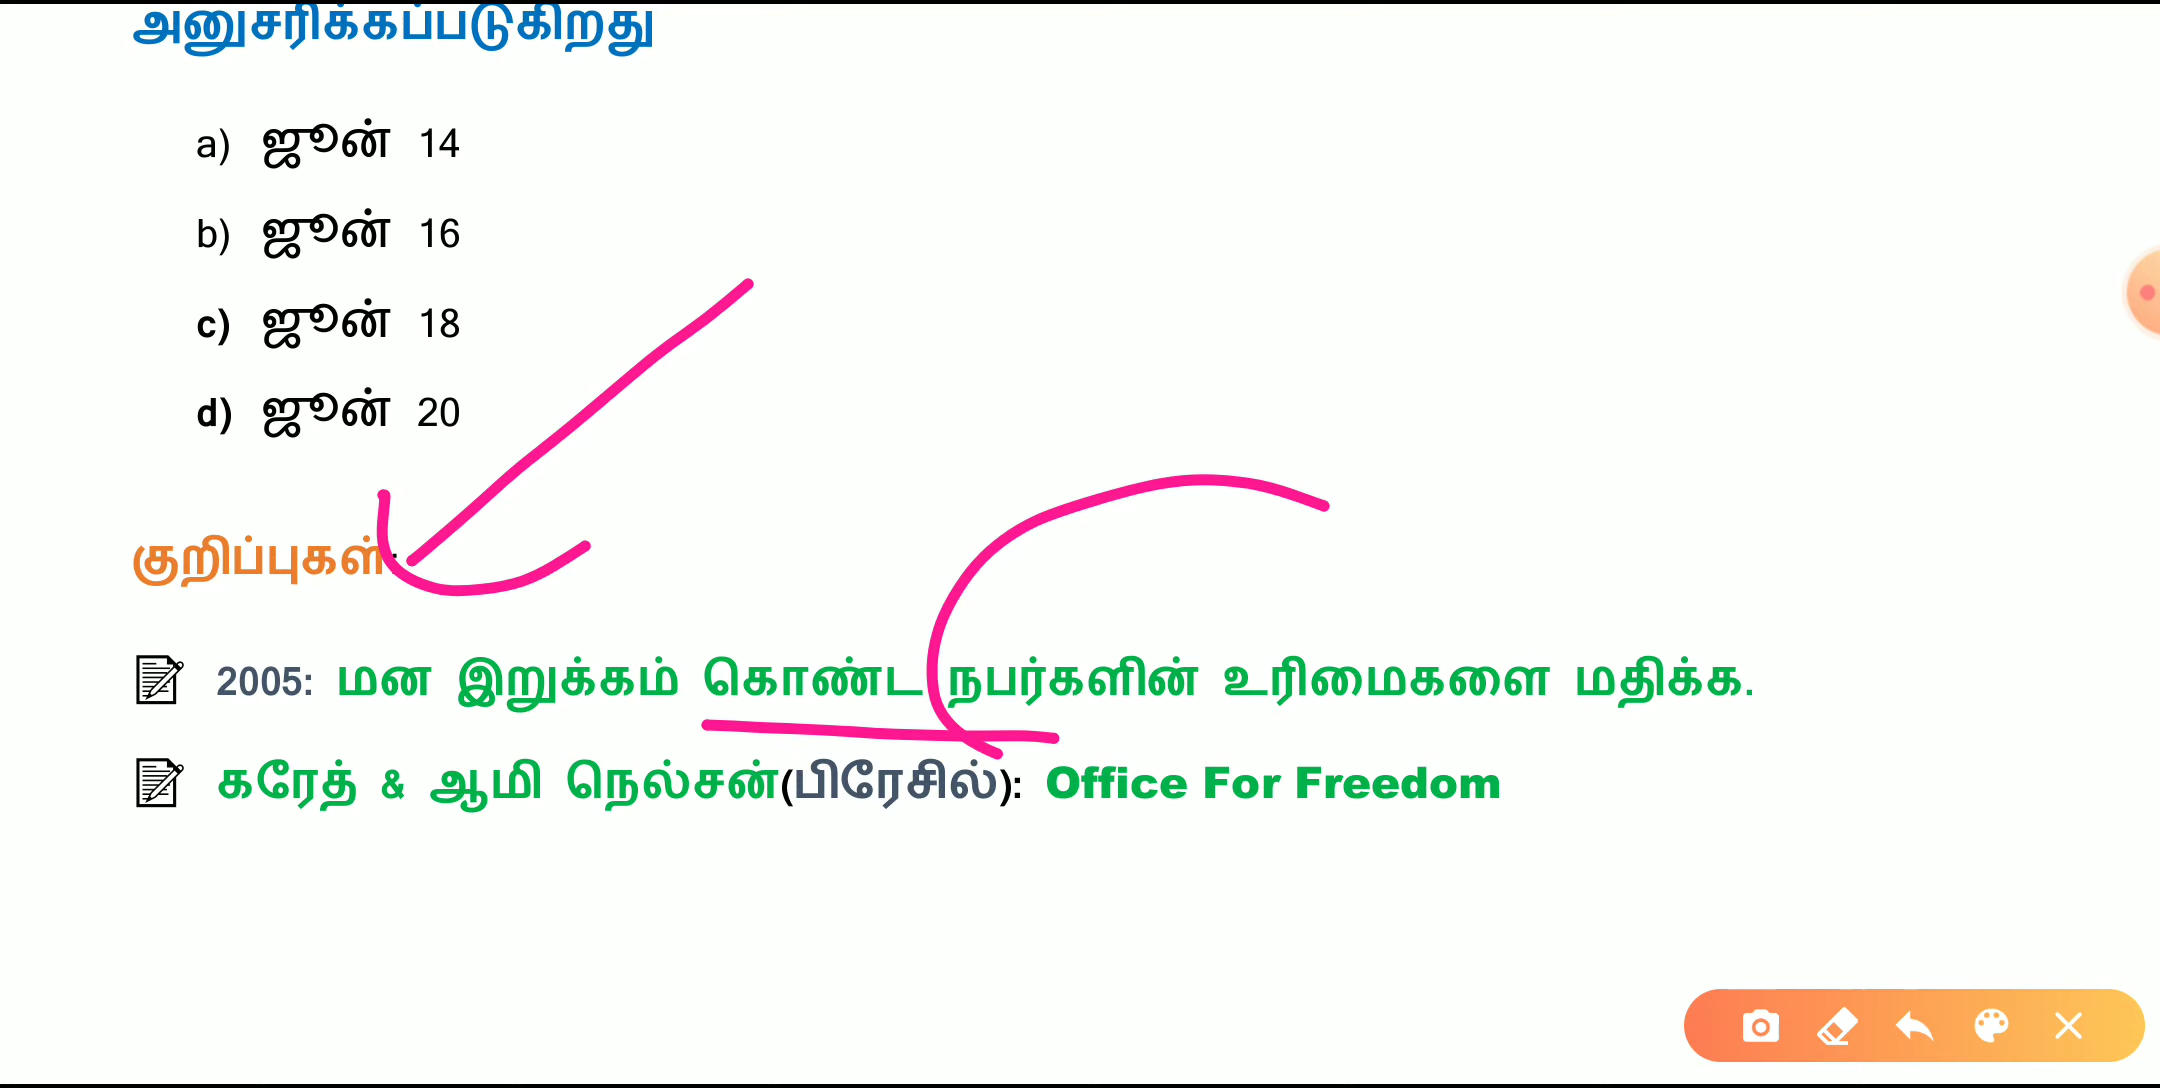 அனுசரிக்கப்படுகிறது
a) ஜூன் 14
b) ஜூன் 16
c) ஜூன் 18
d) ஜூன் 20
குறிப்புகள்:
2005: மன இறுக்கம் கொண்ட நபர்களின் உரிமைகளை மதிக்க.
கரேத் & ஆமி நெல்சன்(பிரேசில்): Office For Freedom